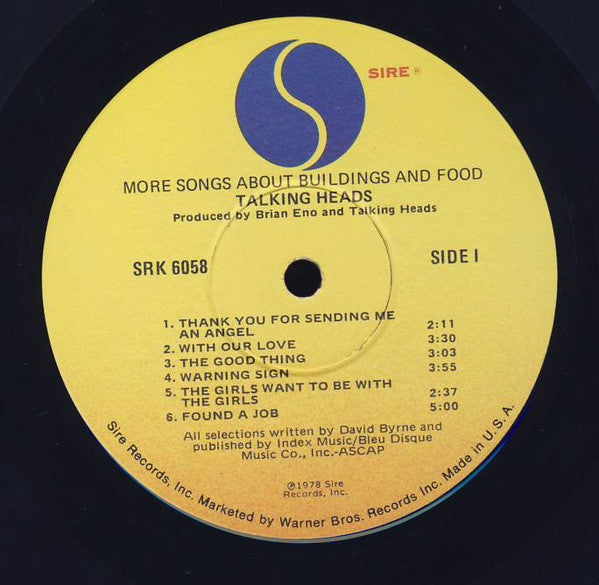 SIRE®
MORE SONGS ABOUT BUILDINGS AND FOOD
TALKING HEADS
Produced by Brian Eno and Talking Heads
SRK 6058
SIDE I
1. THANK YOU FOR SENDING ME
AN ANGEL 2:11
2. WITH OUR LOVE 3:30
3. THE GOOD THING 3:03
4. WARNING SIGN 3:55
5. THE GIRLS WANT TO BE WITH
THE GIRLS 2:37
6. FOUND A JOB 5:00
All selections written by David Byrne and
published by Index Music/Bleu Disque
Music Co., Inc.-ASCAP
℗1978 Sire
Records, Inc.
Sire Records, Inc. Marketed by Warner Bros. Records Inc. Made in U.S.A.